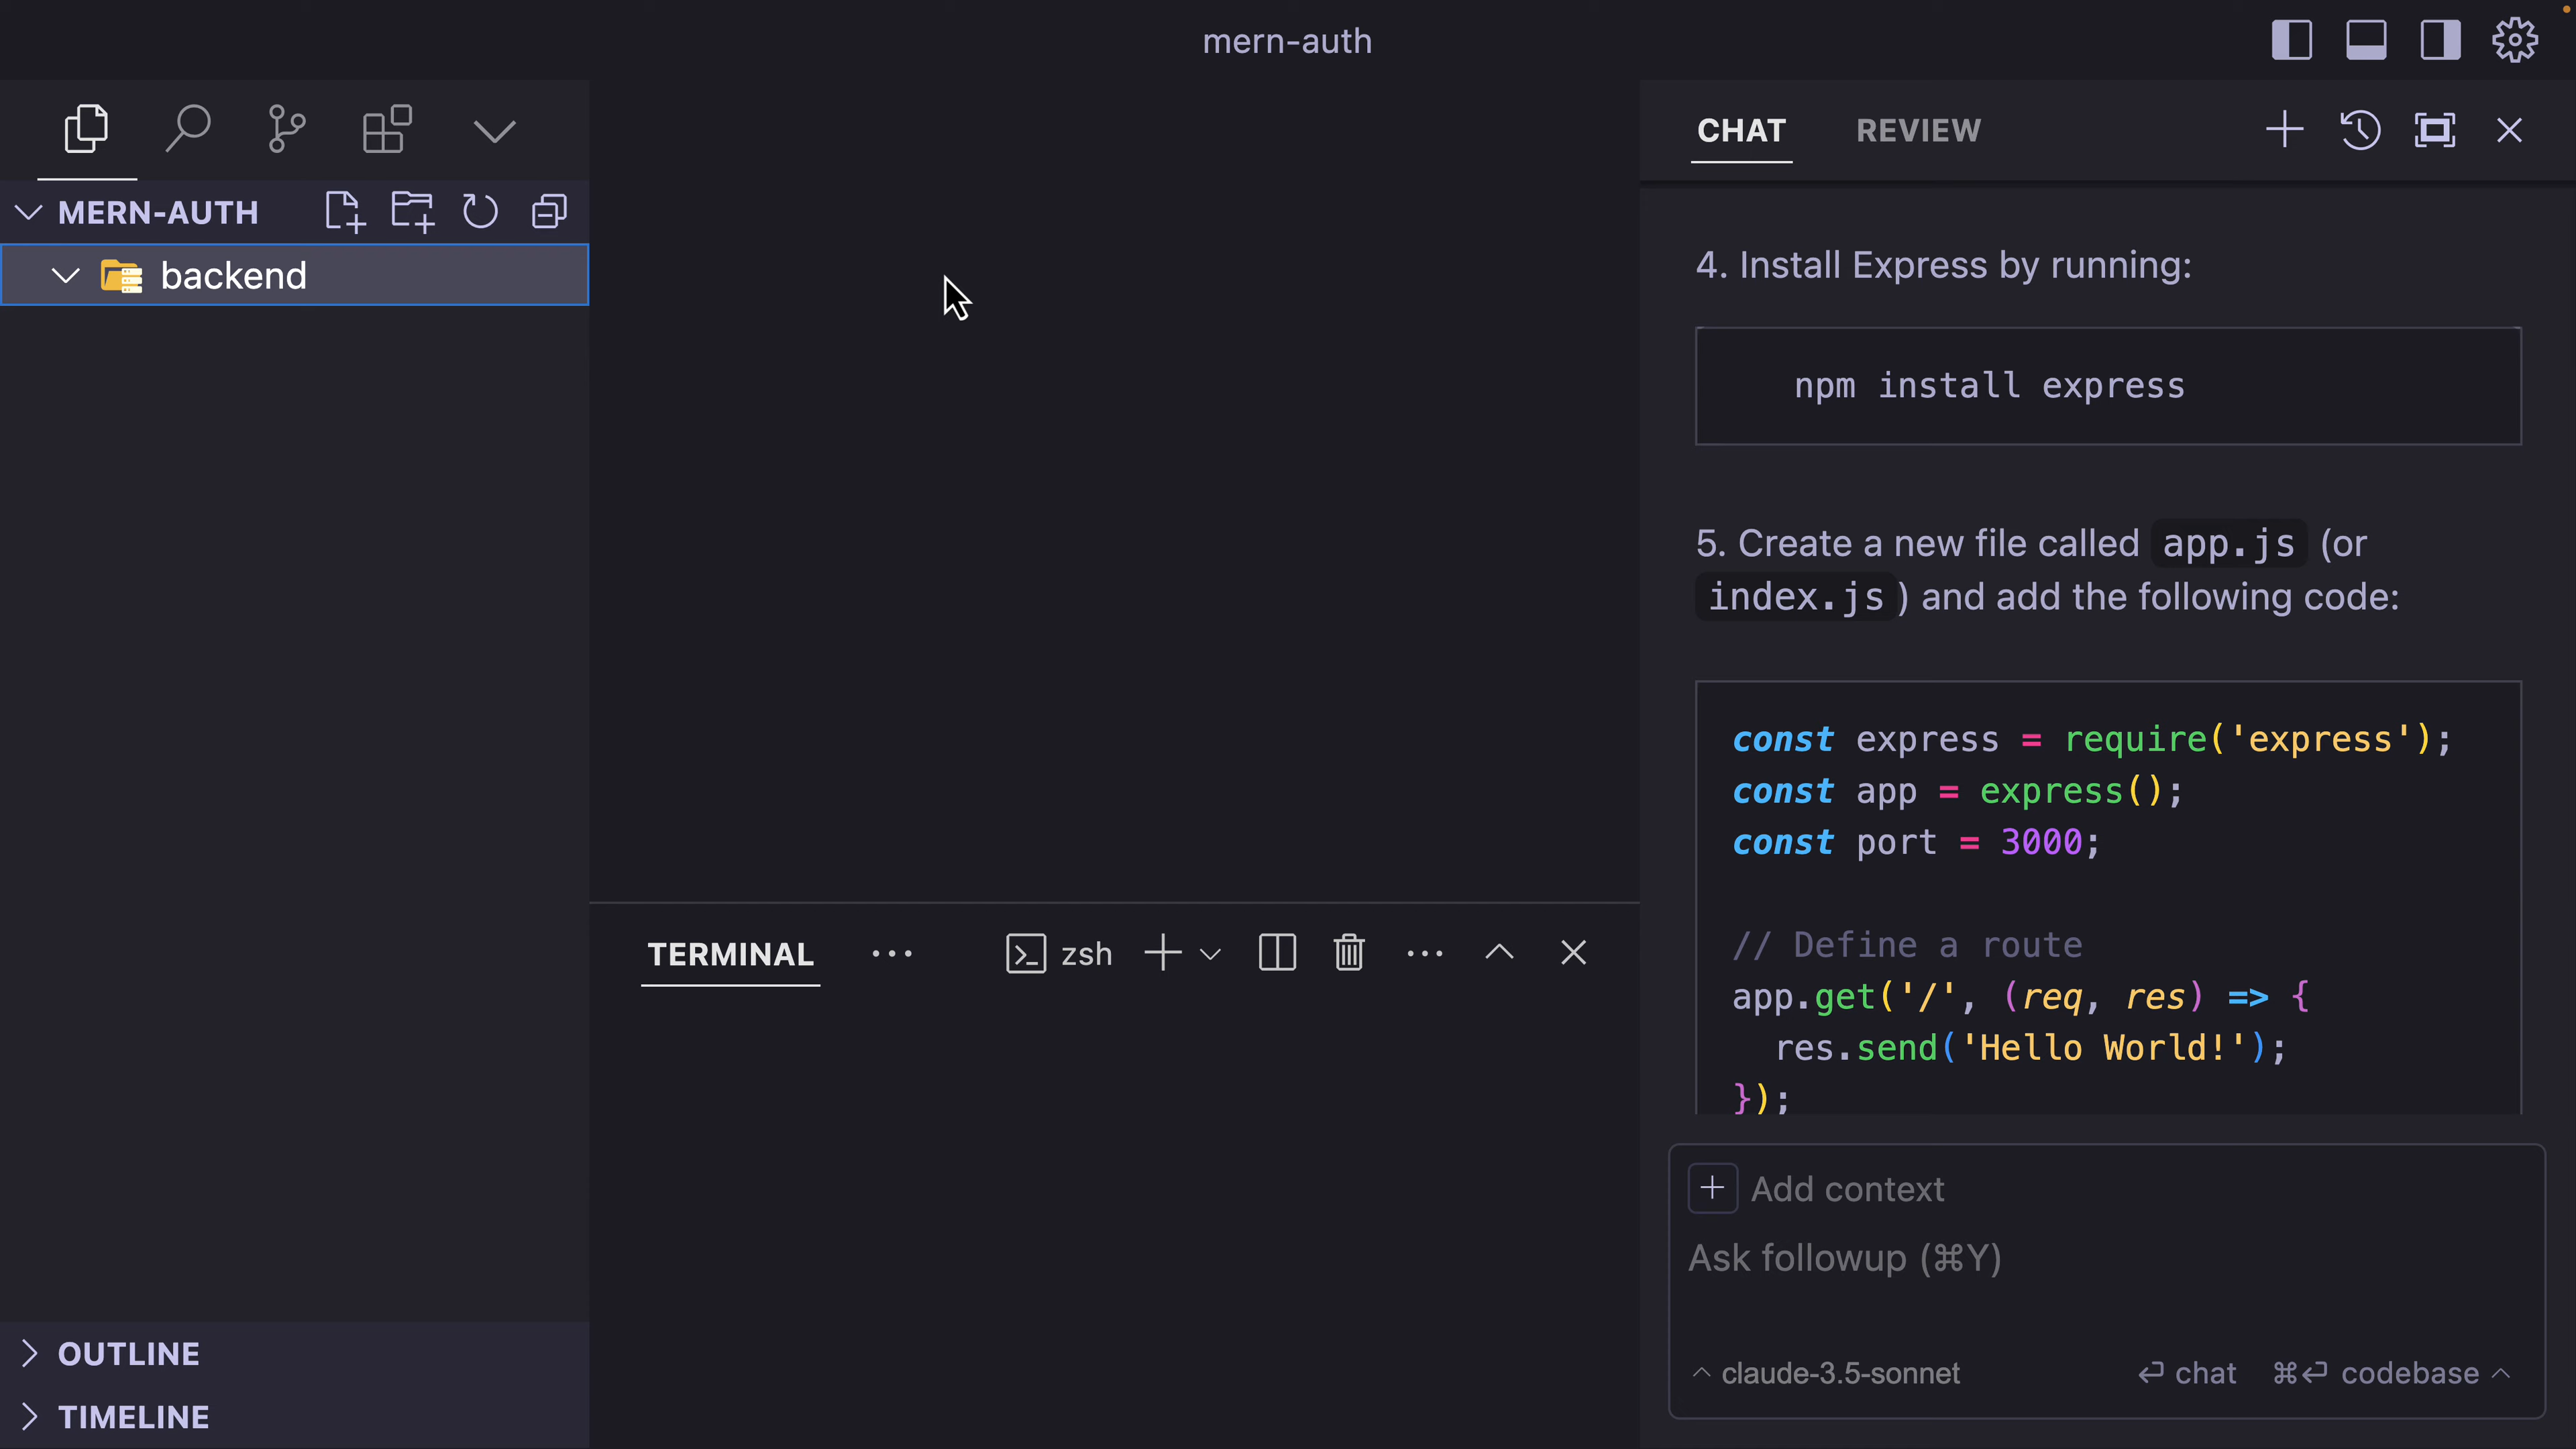 mern-auth
MERN-AUTH
backend
OUTLINE
TIMELINE
TERMINAL
zsh
CHAT
REVIEW
4. Install Express by running:
npm install express
5. Create a new file called app.js (or
index.js) and add the following code:
const express = require('express');
const app = express();
const port = 3000;
// Define a route
app.get('/', (req, res) => {
  res.send('Hello World!');
});
Add context
Ask followup (⌘Y)
claude-3.5-sonnet
⏎ chat
⌘⏎ codebase